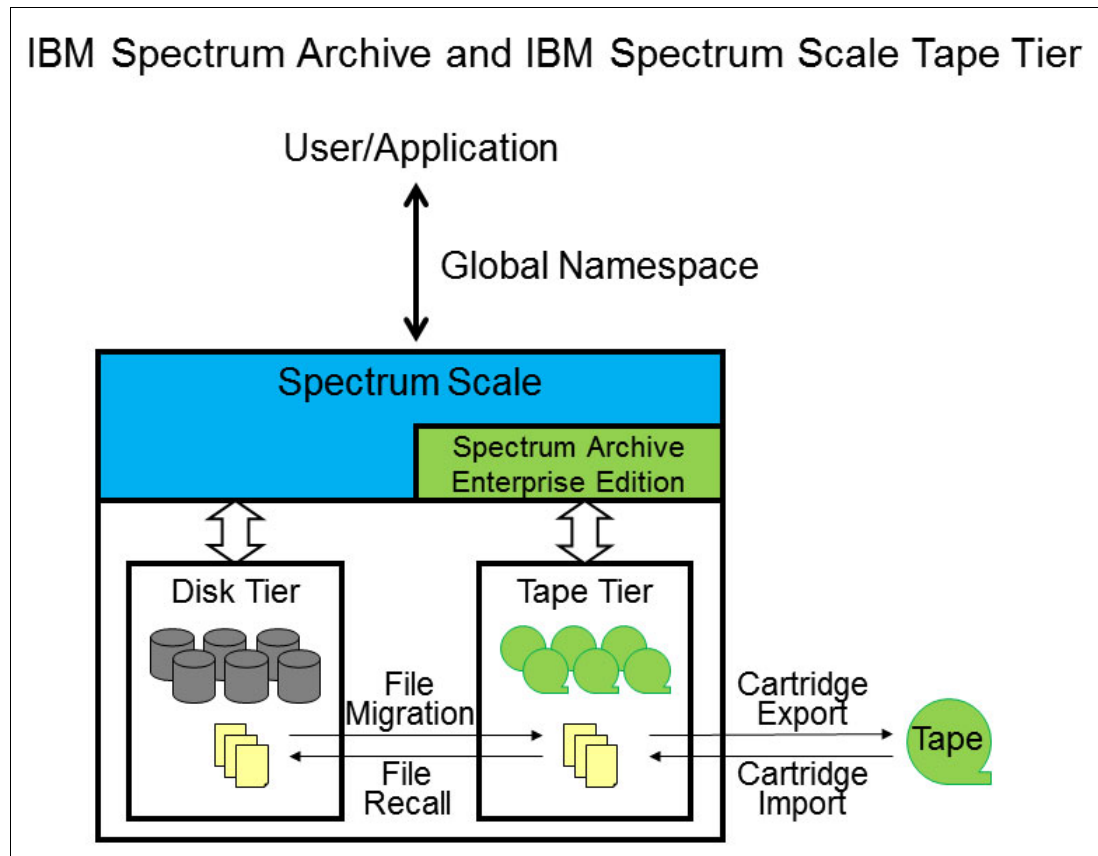 IBM Spectrum Archive and IBM Spectrum Scale Tape Tier
User/Application
Global Namespace
Spectrum Scale
Spectrum Archive
Enterprise Edition
Disk Tier
Tape Tier
File
Migration
File
Recall
Cartridge
Export
Tape
Cartridge
Import